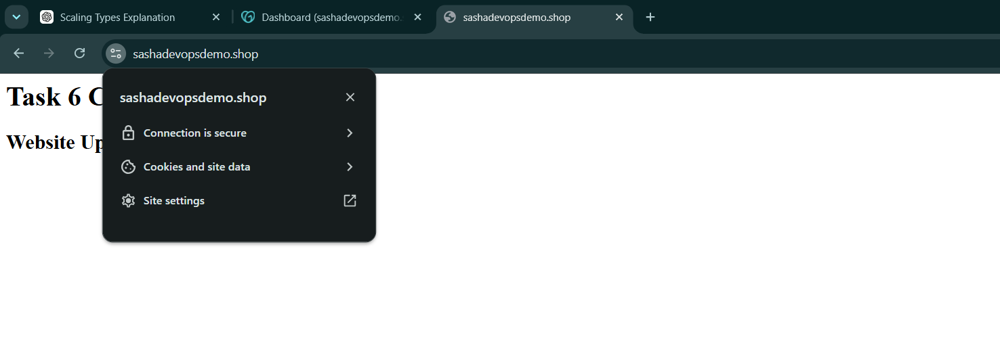 Scaling Types Explanation
Dashboard (sashadevopsdemo.
sashadevopsdemo.shop
sashadevopsdemo.shop
Task 6
sashadevopsdemo.shop
Connection is secure
Website
Cookies and site data
Site settings